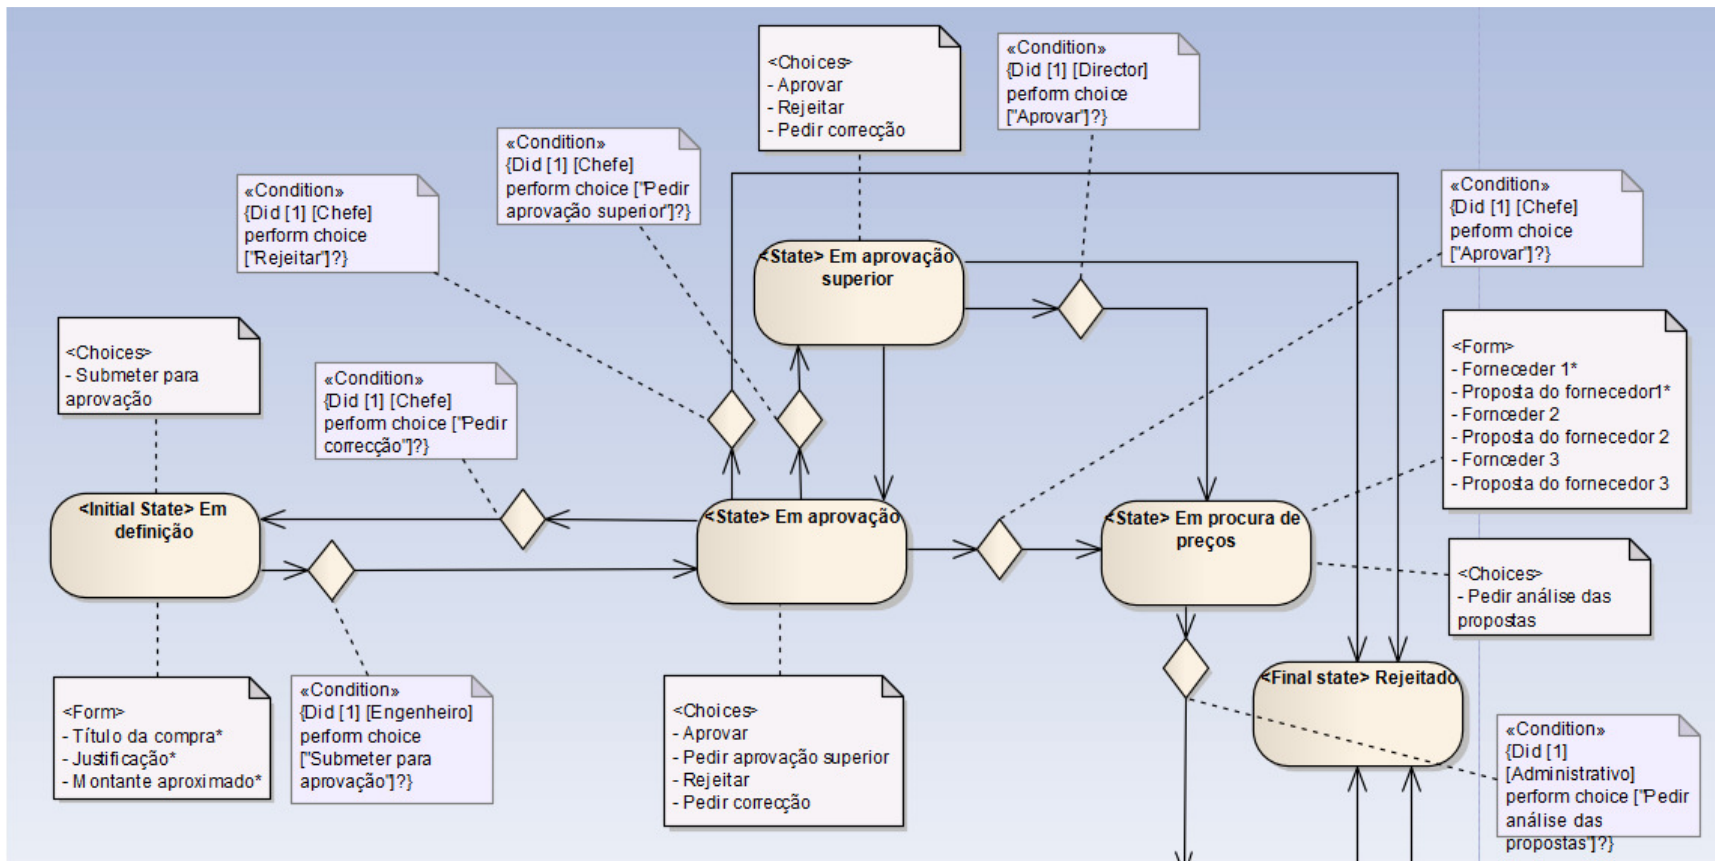 <Choices>
- Aprovar
- Rejeitar
- Pedir correcção
«Condition»
{Did [1] [Director]
perform choice
["Aprovar"]?}
«Condition»
{Did [1] [Chefe]
perform choice ["Pedir
aprovação superior"]?}
«Condition»
{Did [1] [Chefe]
perform choice
["Rejeitar"]?}
«Condition»
{Did [1] [Chefe]
perform choice
["Aprovar"]?}
<State> Em aprovação
superior
<Choices>
- Submeter para
aprovação
«Condition»
{Did [1] [Chefe]
perform choice ["Pedir
correcção"]?}
<Form>
- Forneceder 1*
- Proposta do fornecedor1*
- Fornceder 2
- Proposta do fornecedor 2
- Fornceder 3
- Proposta do fornecedor 3
<Initial State> Em
definição
<State> Em aprovação
<State> Em procura de
preços
<Choices>
- Pedir análise das
propostas
<Form>
- Título da compra*
- Justificação*
- Montante aproximado*
«Condition»
{Did [1] [Engenheiro]
perform choice
["Submeter para
aprovação"]?}
<Choices>
- Aprovar
- Pedir aprovação superior
- Rejeitar
- Pedir correcção
<Final state> Rejeitado
«Condition»
{Did [1]
[Administrativo]
perform choice ["Pedir
análise das
propostas"]?}